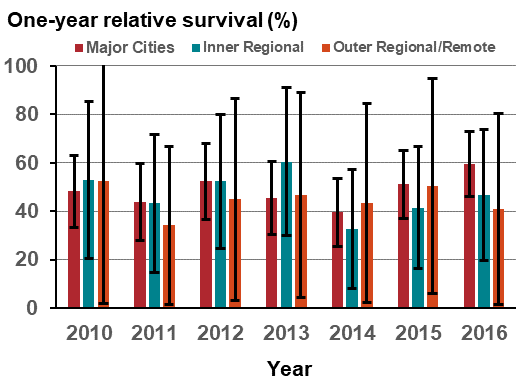 One-year relative survival (%)
Major Cities Inner Regional Outer Regional/Remote
100
80
60
40
20
0
2010 2011 2012 2013 2014 2015 2016
Year